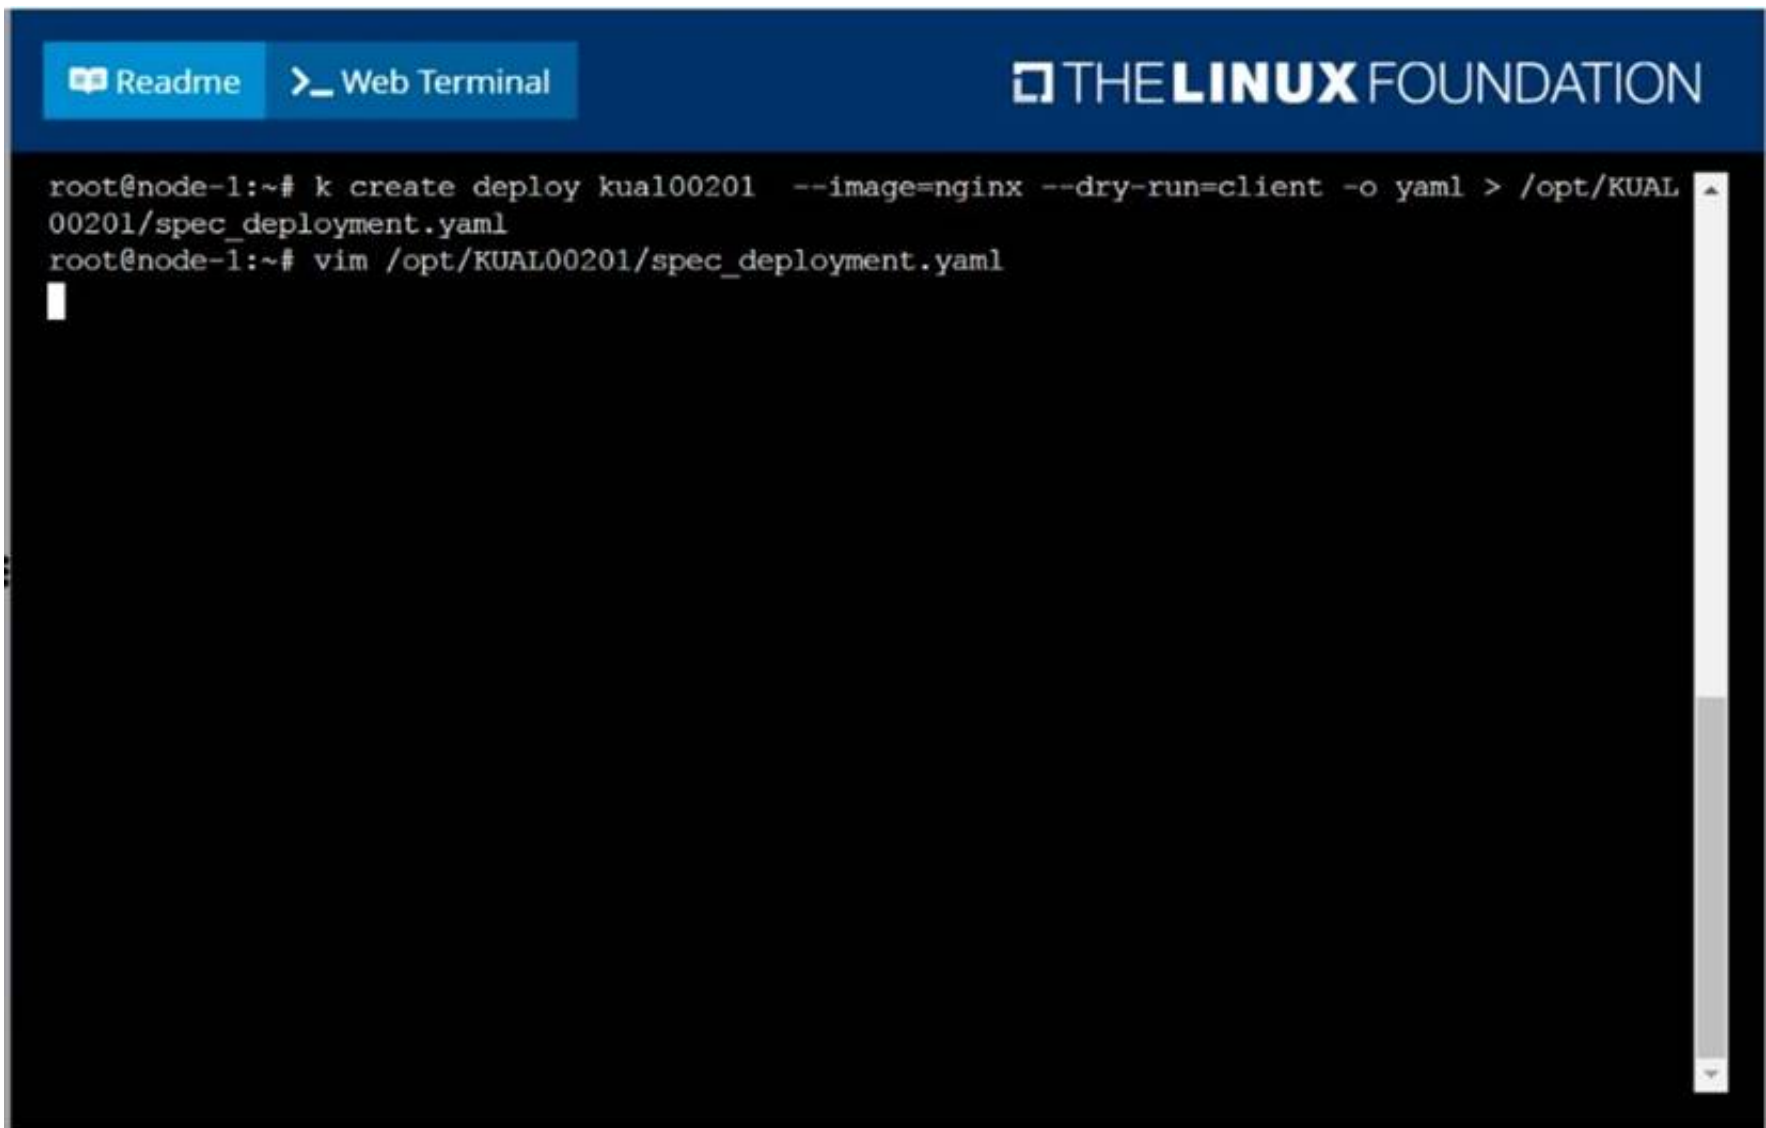 Readme >_ Web Terminal THE LINUX FOUNDATION
root@node-1:~# k create deploy kual00201  --image=nginx --dry-run=client -o yaml > /opt/KUAL
00201/spec_deployment.yaml
root@node-1:~# vim /opt/KUAL00201/spec_deployment.yaml